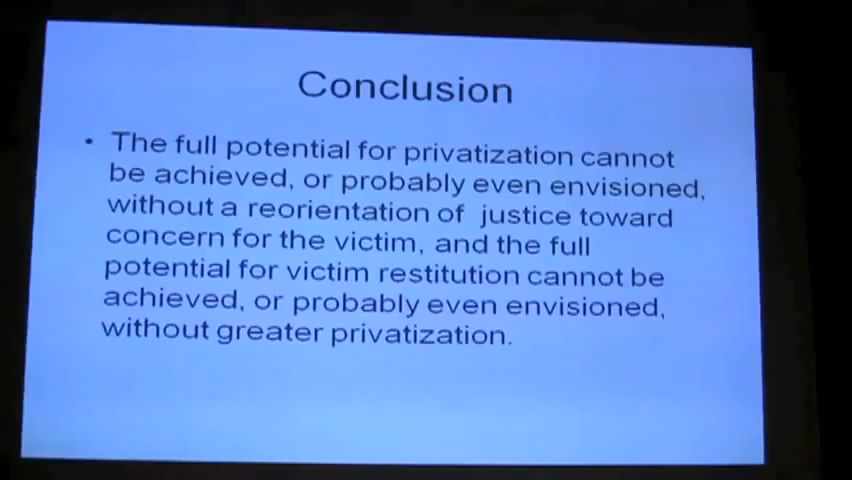 Conclusion
• The full potential for privatization cannot
be achieved, or probably even envisioned,
without a reorientation of justice toward
concern for the victim, and the full
potential for victim restitution cannot be
achieved, or probably even envisioned,
without greater privatization.